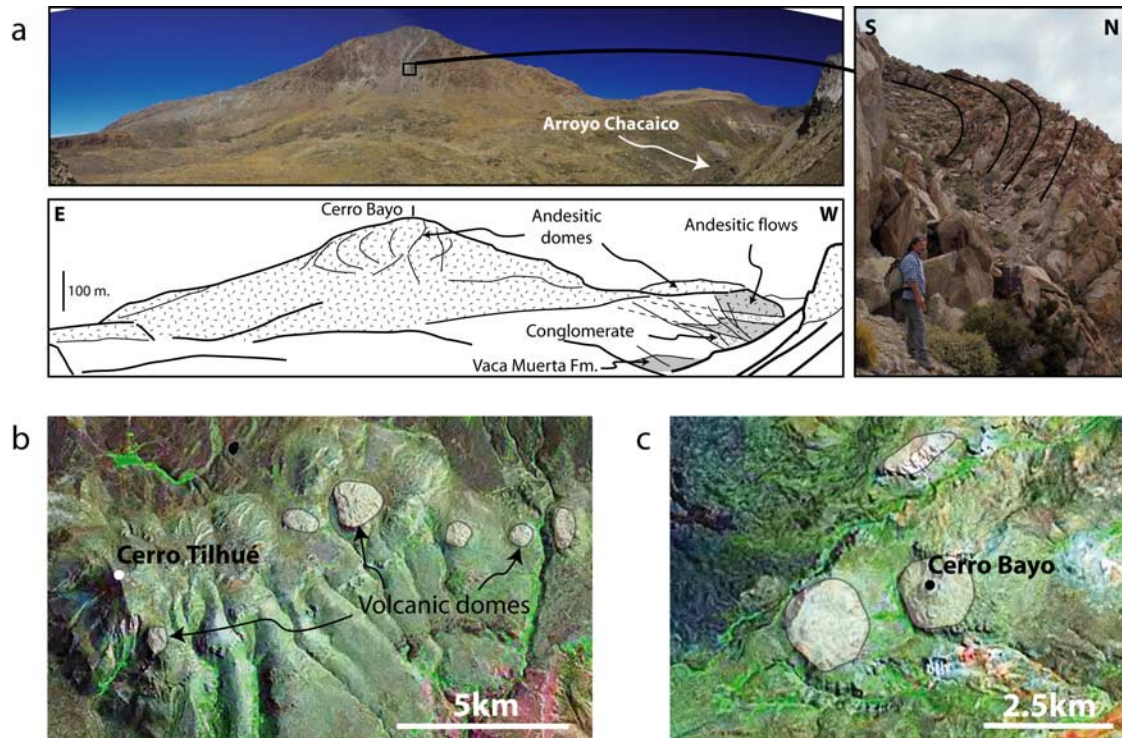 a
Arroyo Chacaico
S
N
E
Cerro Bayo
Andesitic
domes
Andesitic flows
W
100 m.
Conglomerate
Vaca Muerta Fm.
b
Cerro Tilhué
Volcanic domes
5km
c
Cerro Bayo
2.5km